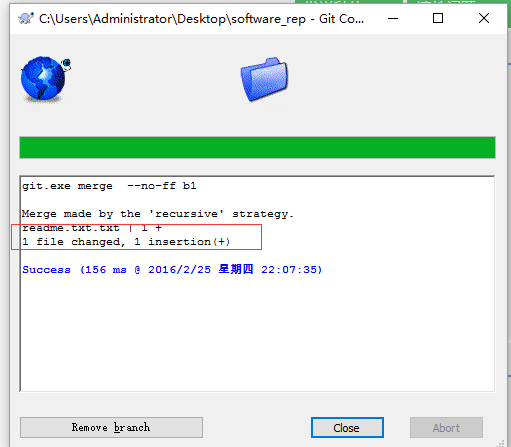 C:\Users\Administrator\Desktop\software_rep - Git Co...
git.exe merge --no-ff b1
Merge made by the 'recursive' strategy.
readme.txt.txt | 1 +
1 file changed, 1 insertion(+)
Success (156 ms @ 2016/2/25 星期四 22:07:35)
Remove branch
Close
Abort